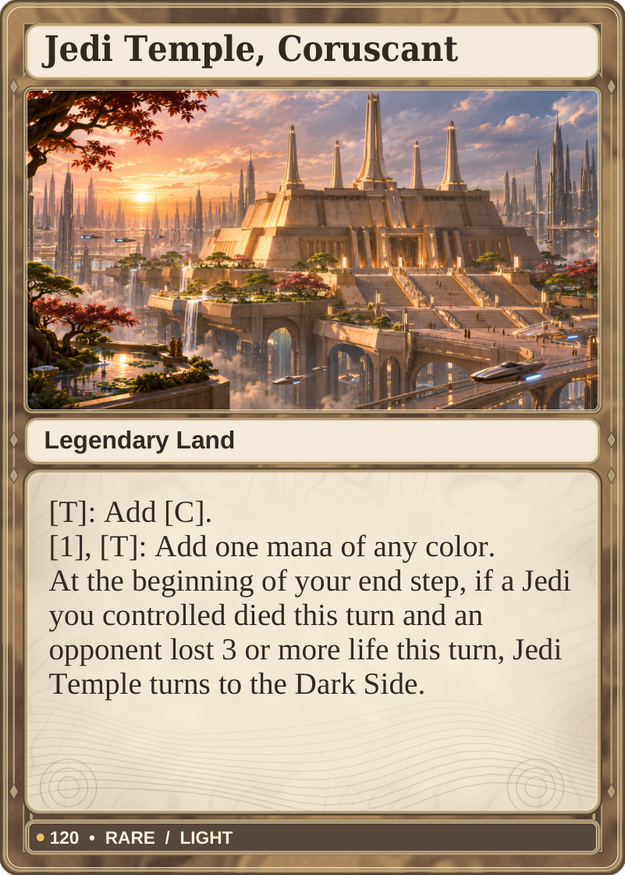 Jedi Temple, Coruscant
Legendary Land
[T]: Add [C].
[1], [T]: Add one mana of any color.
At the beginning of your end step, if a Jedi
you controlled died this turn and an
opponent lost 3 or more life this turn, Jedi
Temple turns to the Dark Side.
120 • RARE / LIGHT